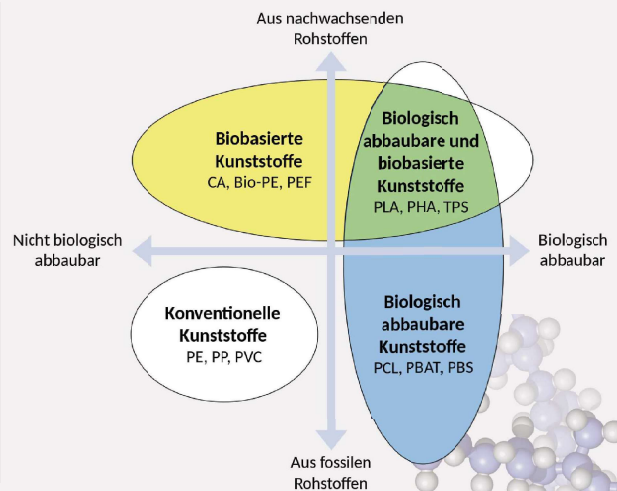 Aus nachwachsenden
Rohstoffen
Biobasierte
Kunststoffe
CA, Bio-PE, PEF
Biologisch
abbaubare und
biobasierte
Kunststoffe
PLA, PHA, TPS
Nicht biologisch
abbaubar
Biologisch
abbaubar
Konventionelle
Kunststoffe
PE, PP, PVC
Biologisch
abbaubare
Kunststoffe
PCL, PBAT, PBS
Aus fossilen
Rohstoffen